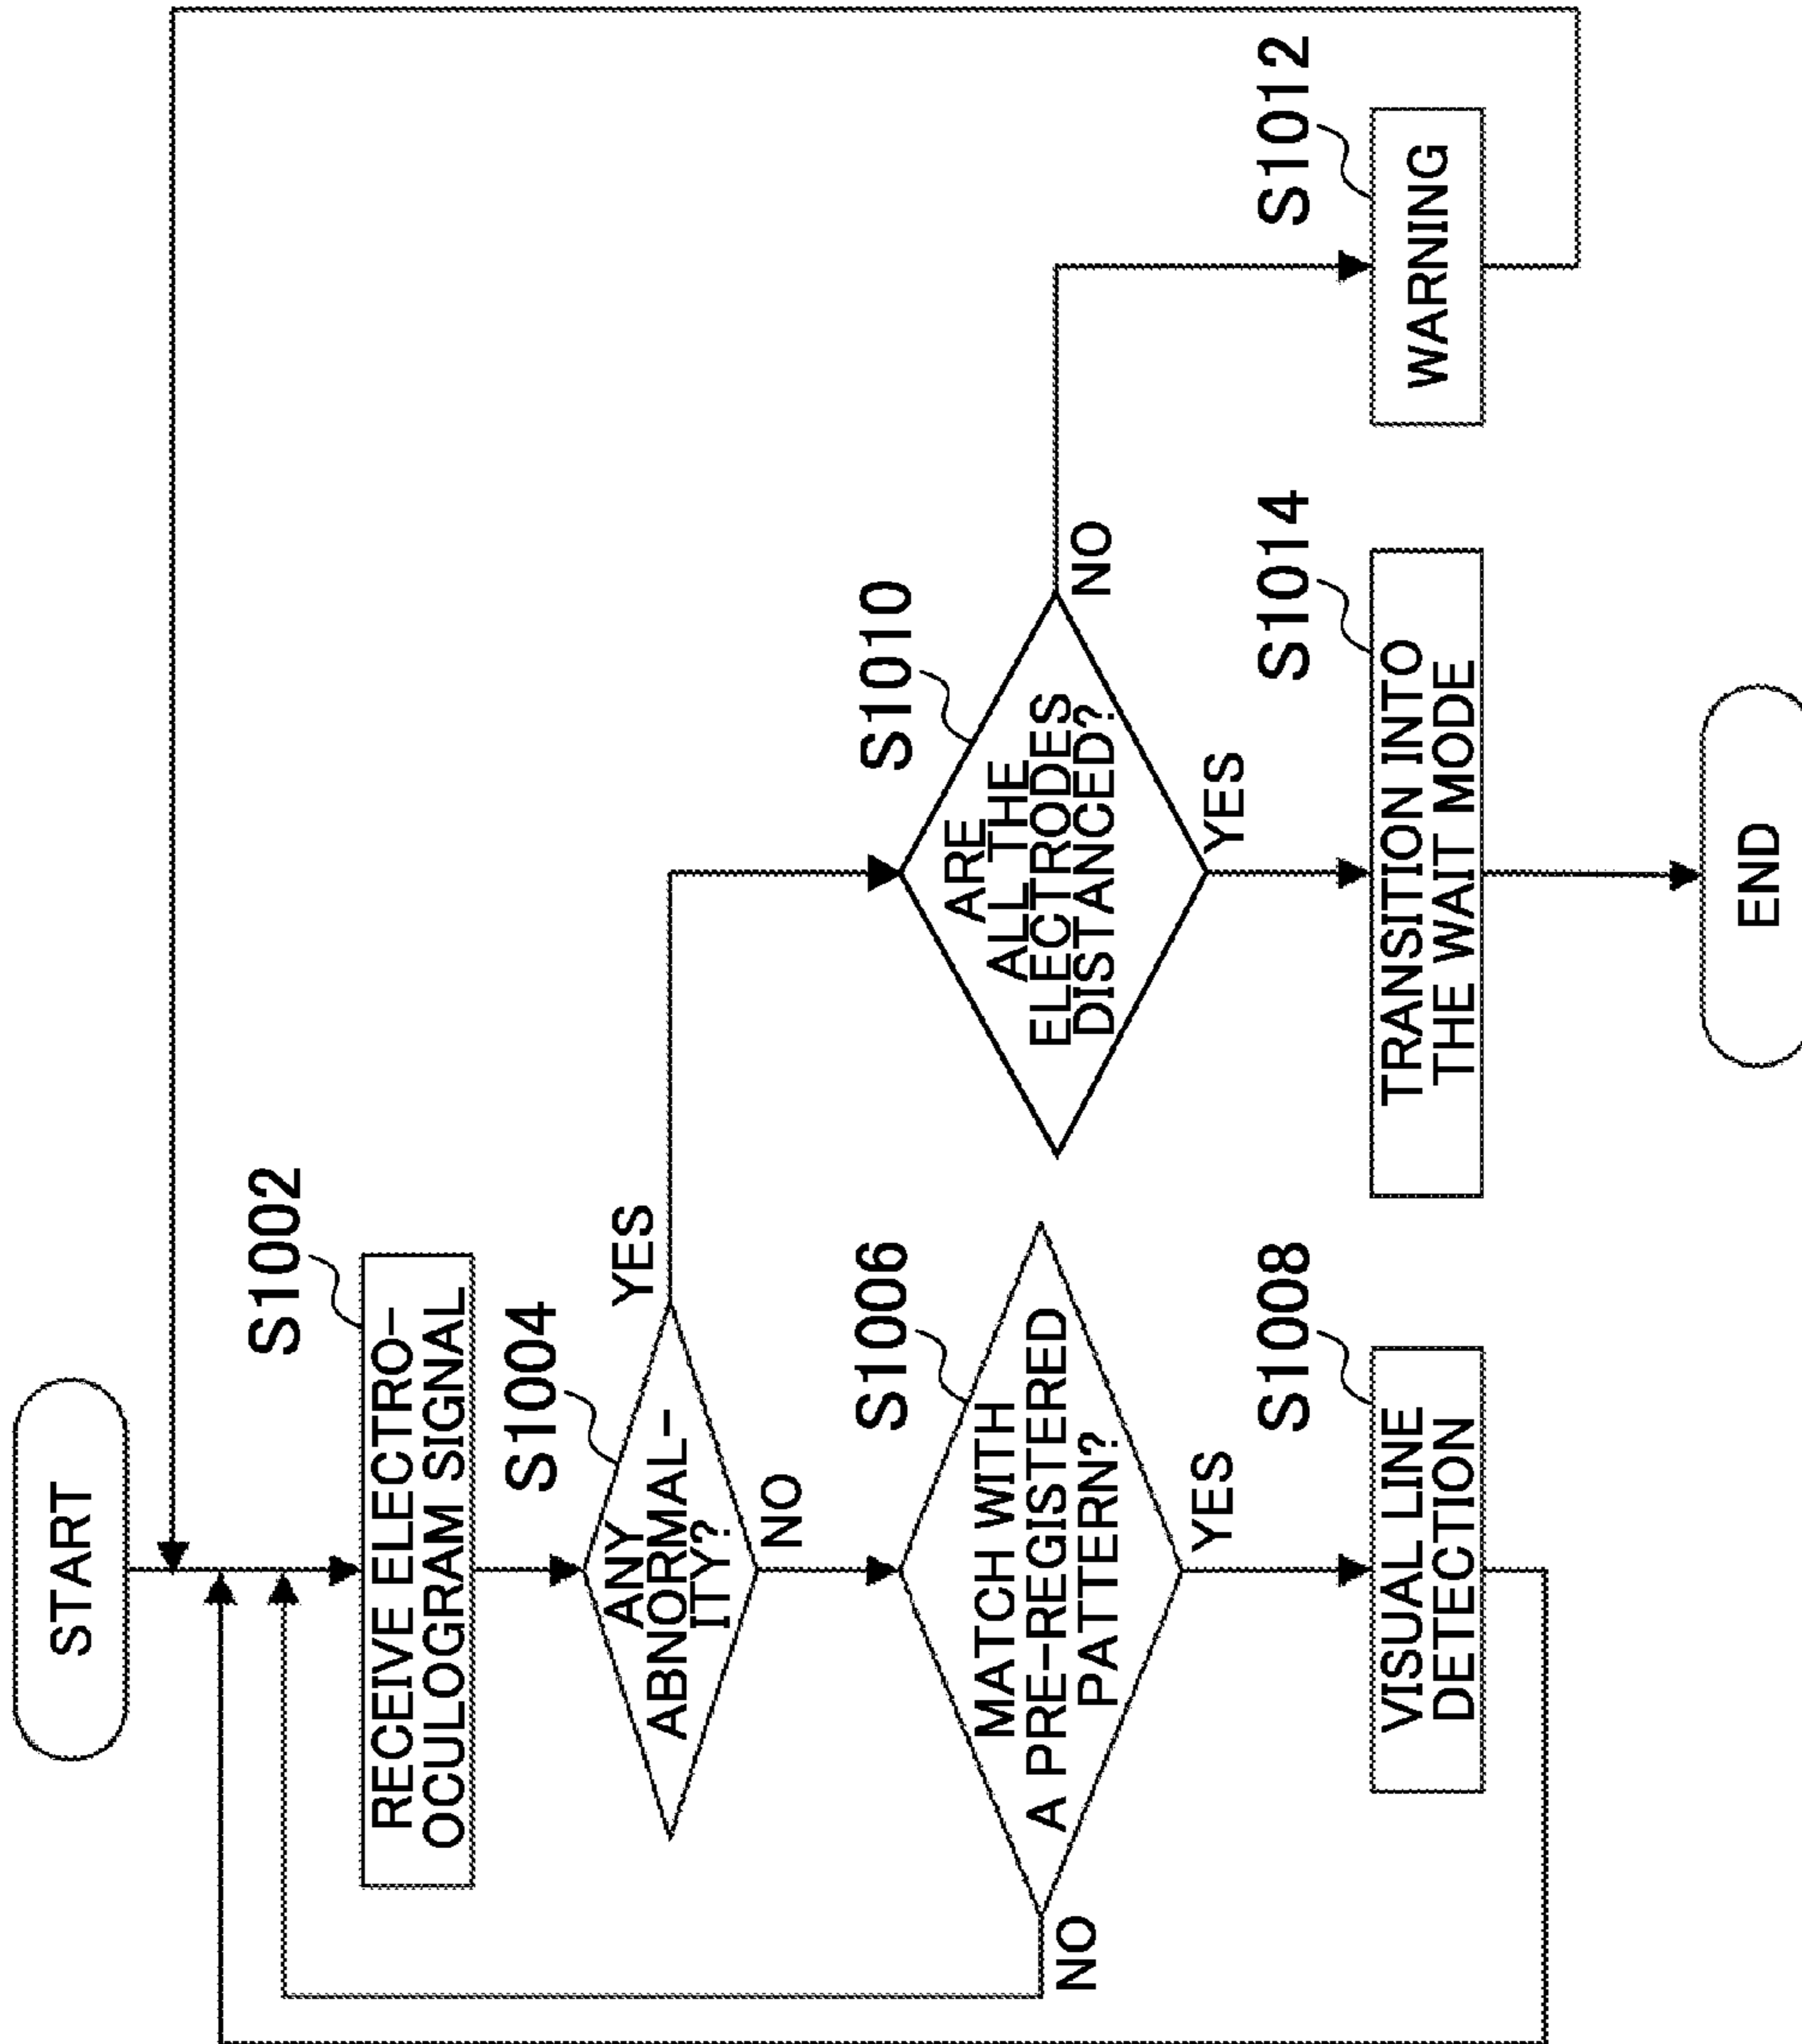 START
S1002
RECEIVE ELECTRO-
OCULOGRAM SIGNAL
S1004
ANY
ABNORMAL-
ITY?
YES
NO
S1006
MATCH WITH
A PRE-REGISTERED
PATTERN?
NO
YES
S1008
VISUAL LINE
DETECTION
S1010
ARE
ALL THE
ELECTRODES
DISTANCED?
NO
YES
S1014
TRANSITION INTO
THE WAIT MODE
S1012
WARNING
END